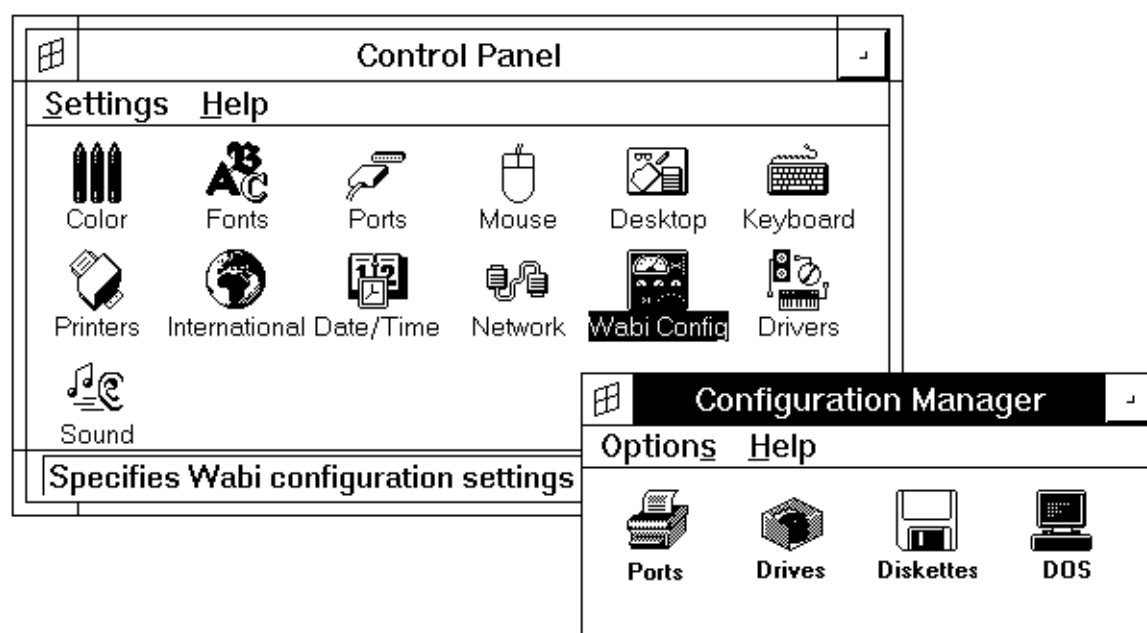 Control Panel
Settings Help
Color Fonts Ports Mouse Desktop Keyboard
Printers International Date/Time Network Wabi Config Drivers
Sound
Specifies Wabi configuration settings
Configuration Manager
Options Help
Ports Drives Diskettes DOS